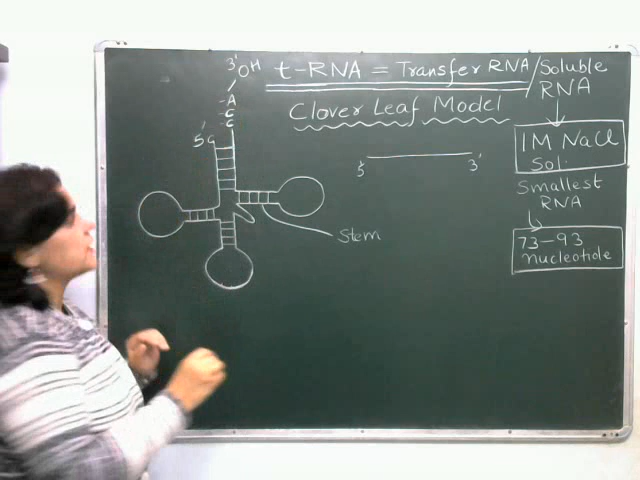 t-RNA = Transfer RNA / Soluble RNA
Clover Leaf Model
3' OH
-A
-C
-C
5' G
5' 3'
Stem
1M NaCl
Sol.
Smallest
RNA
73-93
nucleotide